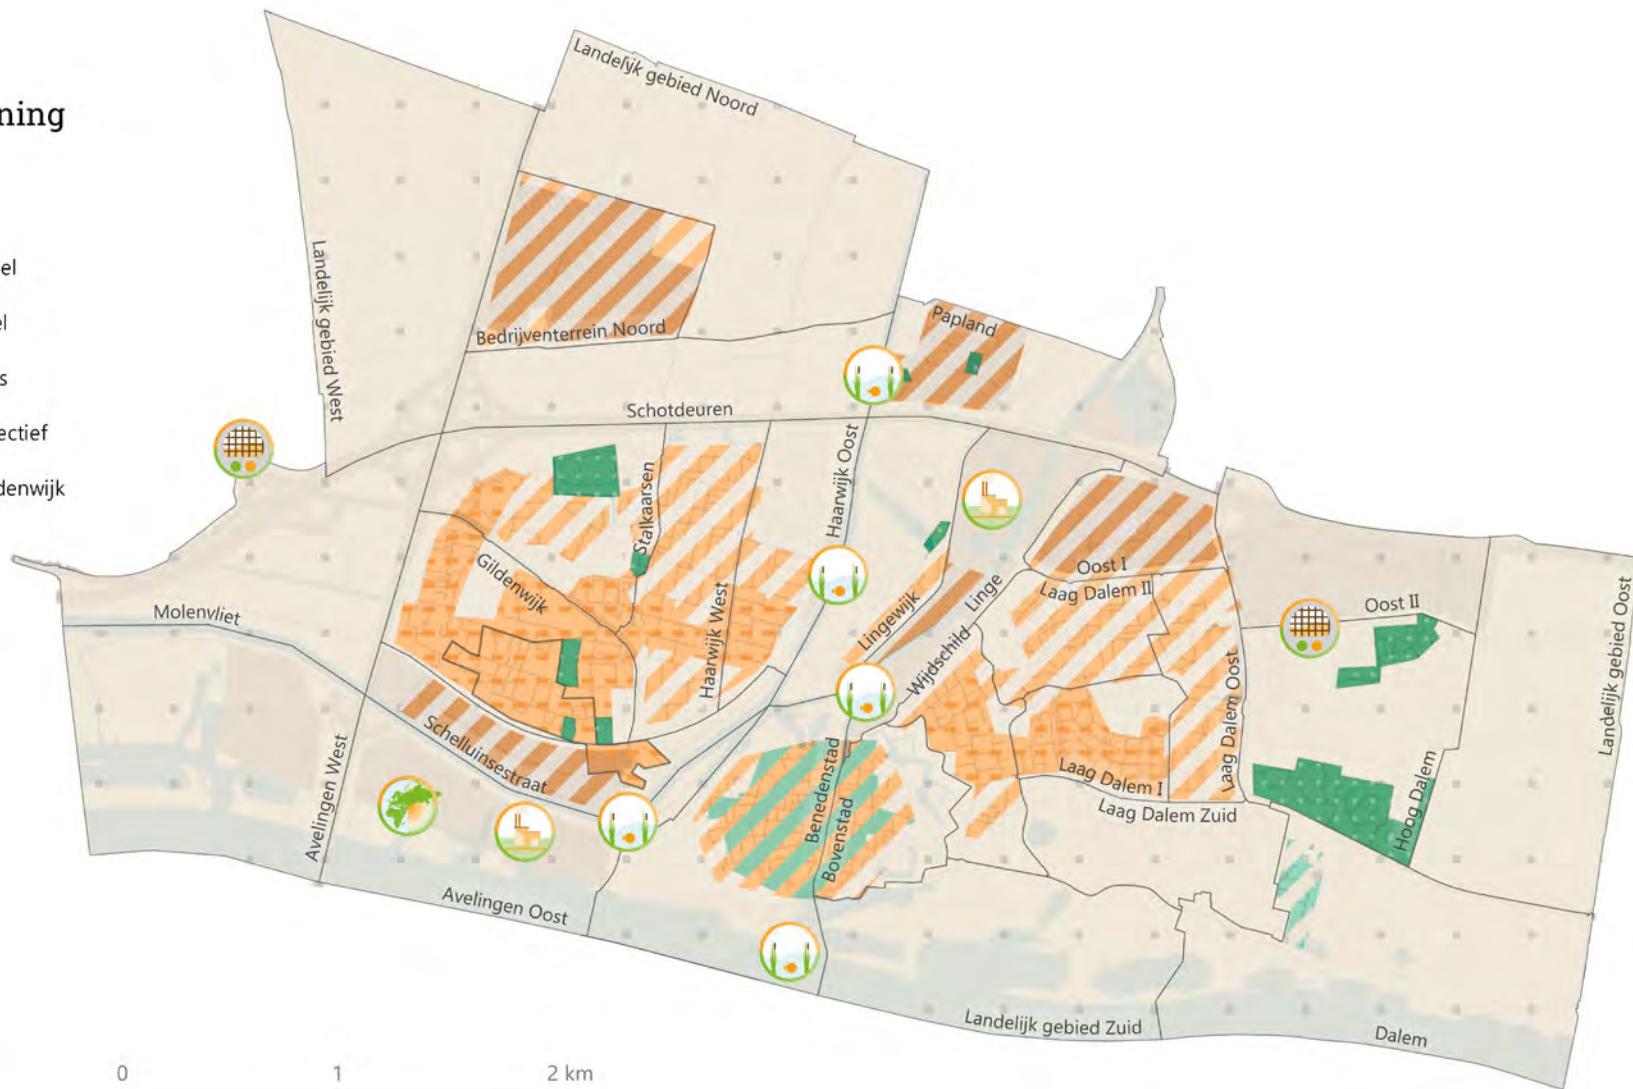 ning
el
el
s
ectief
denwijk
Landelijk gebied Noord
Landelijk gebied West
Bedrijventerrein Noord
Papland
Schotdeuren
Haarwijk Oost
Stalkaarsen
Gildenwijk
Haarwijk West
Molenvliet
Lingewijk
Linge
Wijdschild
Oost I
Laag Dalem II
Oost II
Landelijk gebied Oost
Laag Dalem Oost
Schelluinsestraat
Avelingen West
Benedenstad
Bovenstad
Laag Dalem I
Laag Dalem Zuid
Hoog Dalem
Avelingen Oost
Landelijk gebied Zuid
Dalem
0 1 2 km